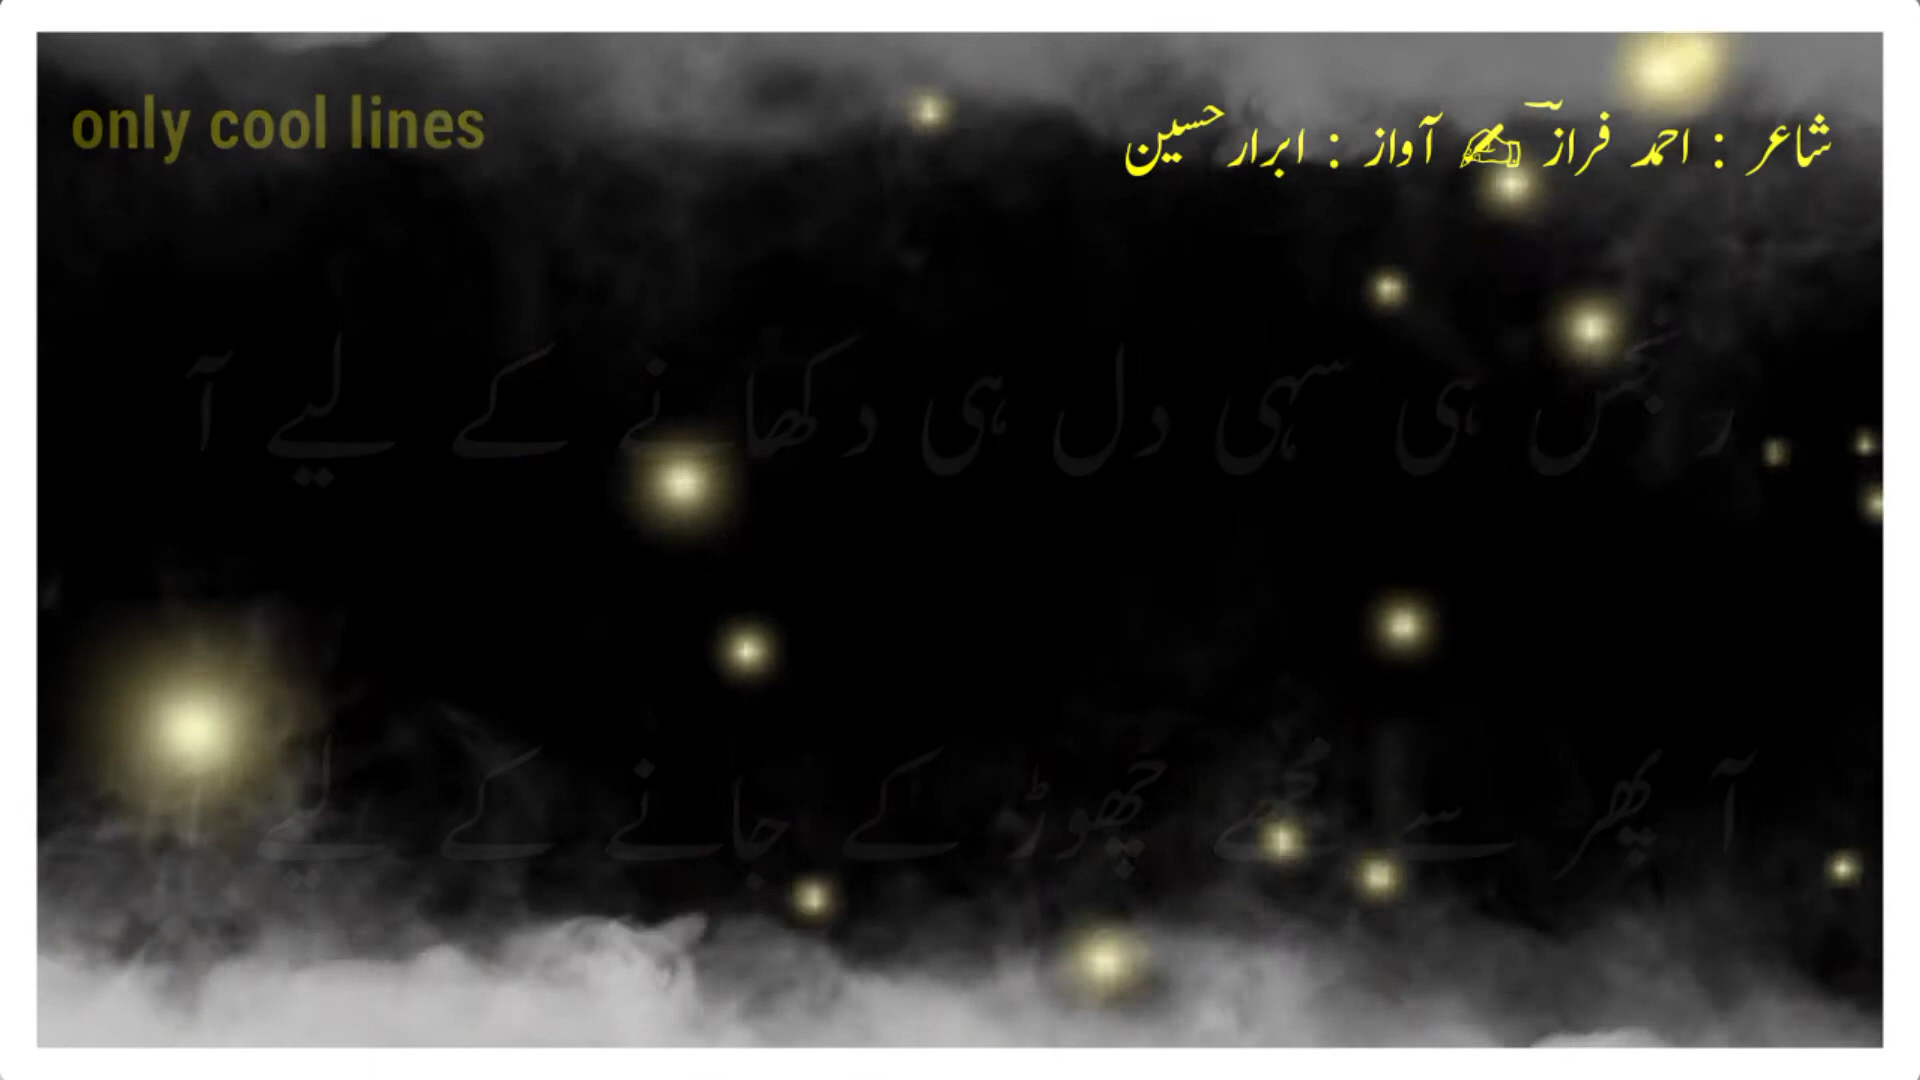 only cool lines
شاعر : احمد فراز ✍ آواز : ابرار حسین
رنجش ہی سہی دل ہی دکھانے کے لیے آ
آ پھر سے مجھے چھوڑ کے جانے کے لیے